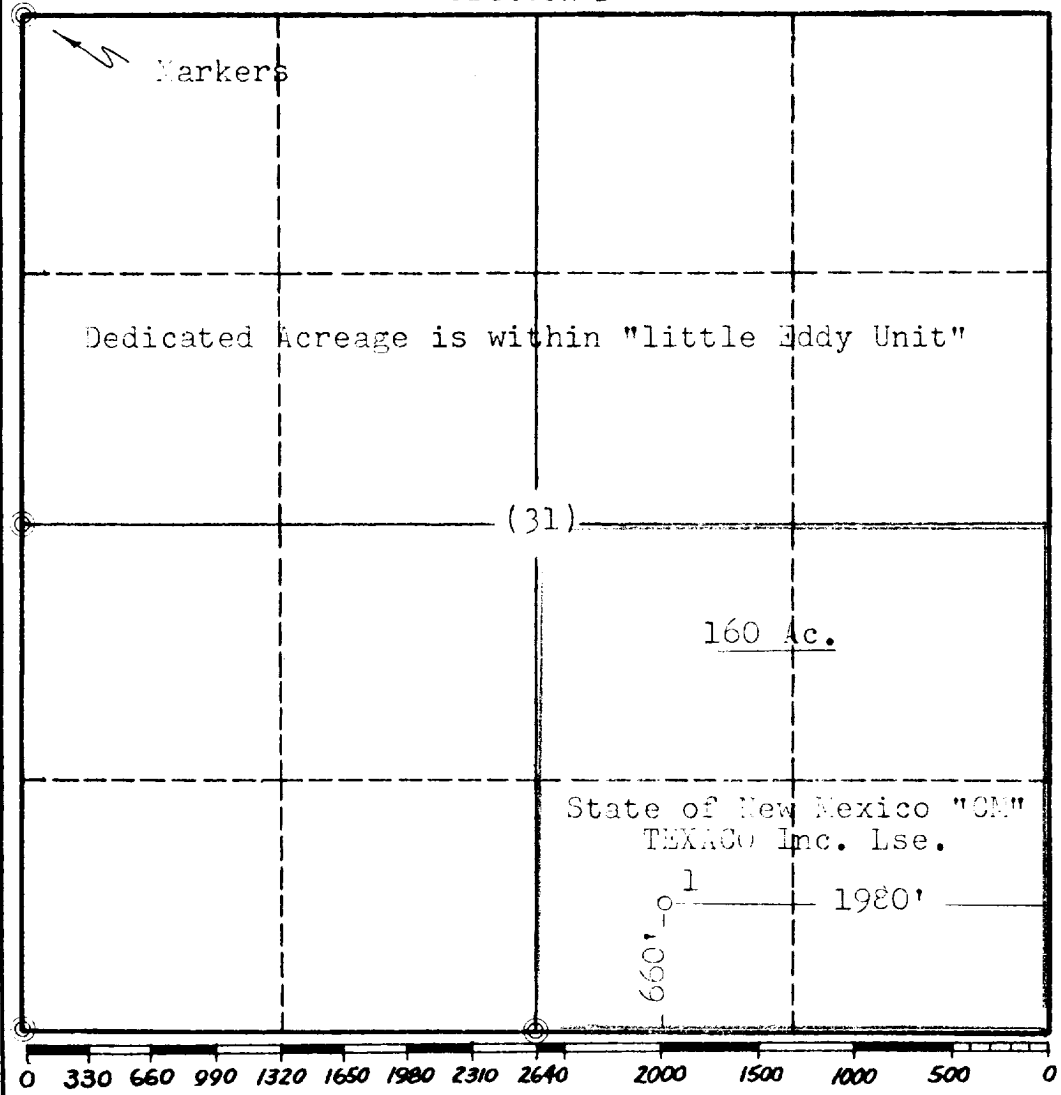 Markers
Dedicated Acreage is within "little Eddy Unit"
(31)
160 Ac.
State of New Mexico "CM"
TEXACO Inc. Lse.
1
1980'
660'
0 330 660 990 1320 1650 1980 2310 2640 2000 1500 1000 500 0